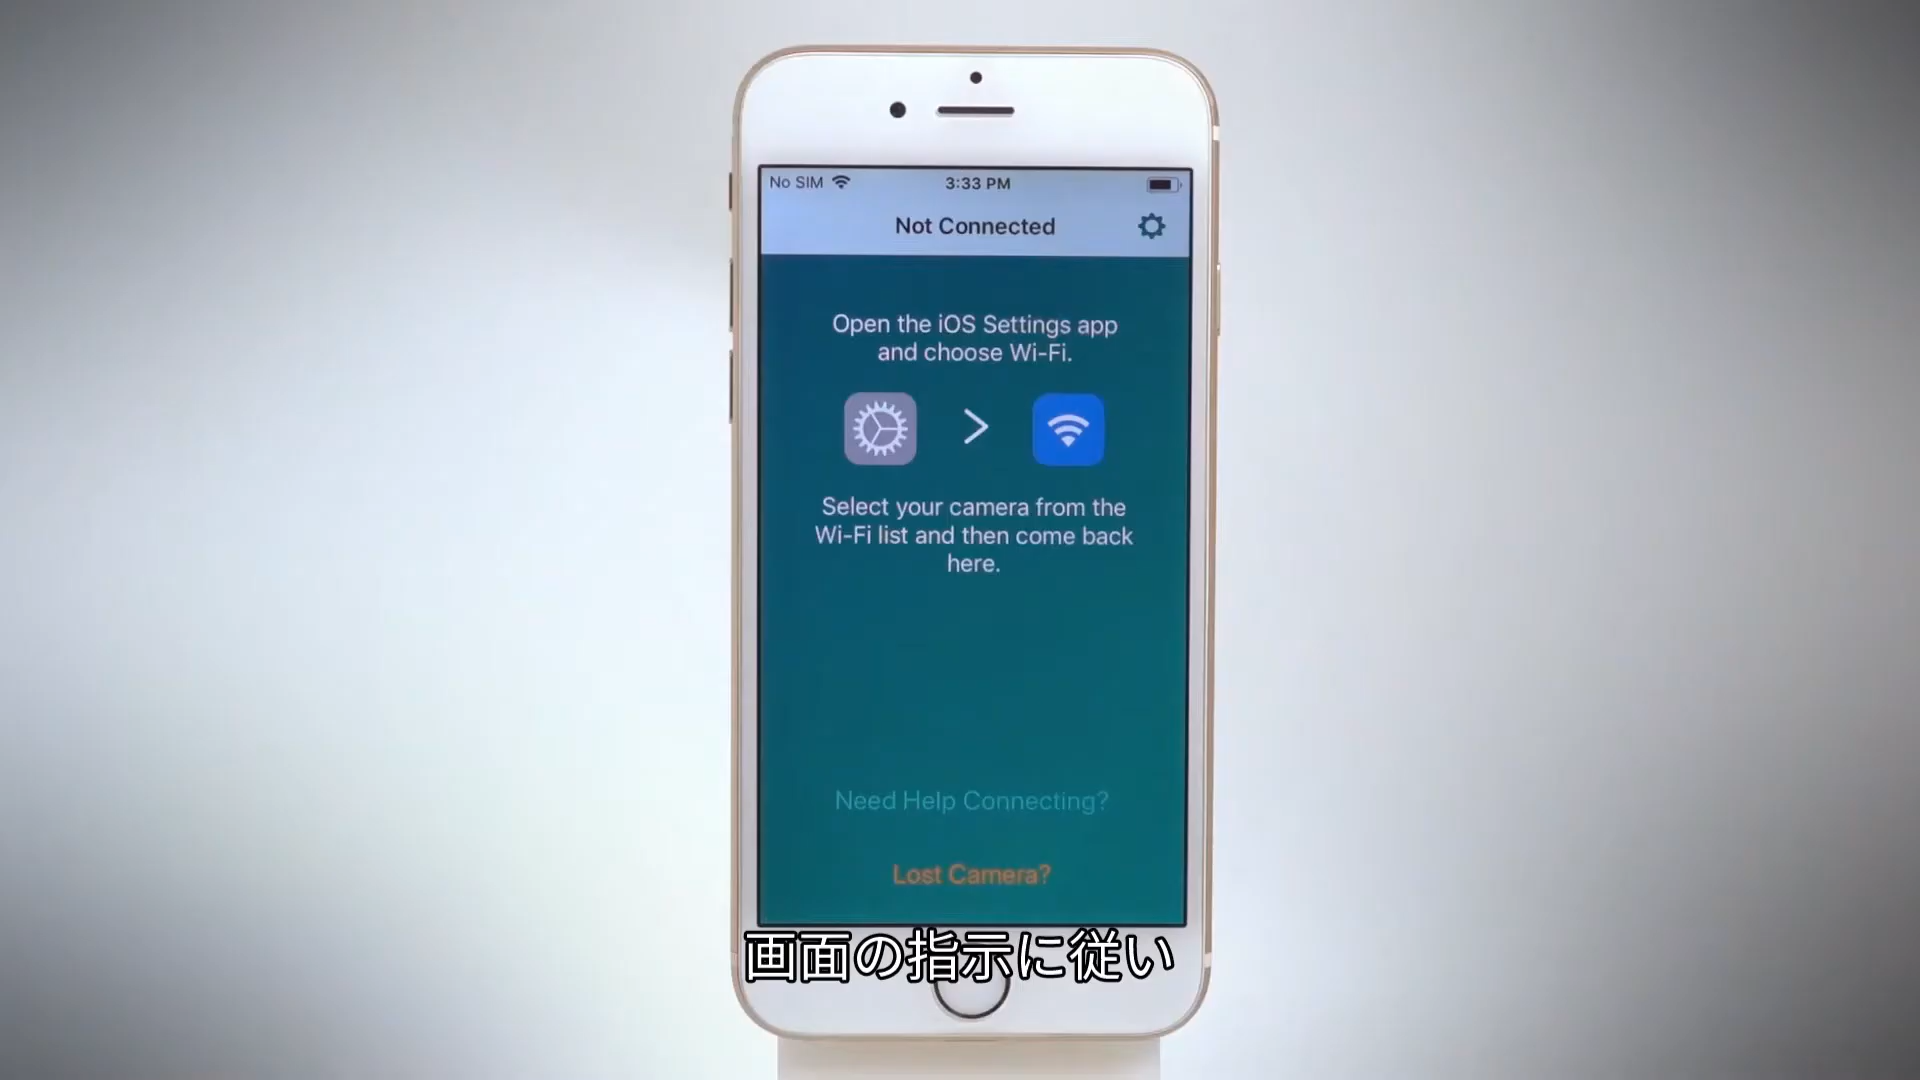 No SIM
3:33 PM
Not Connected
Open the iOS Settings app
and choose Wi-Fi.
Select your camera from the
Wi-Fi list and then come back
here.
Need Help Connecting?
Lost Camera?
画面の指示に従い